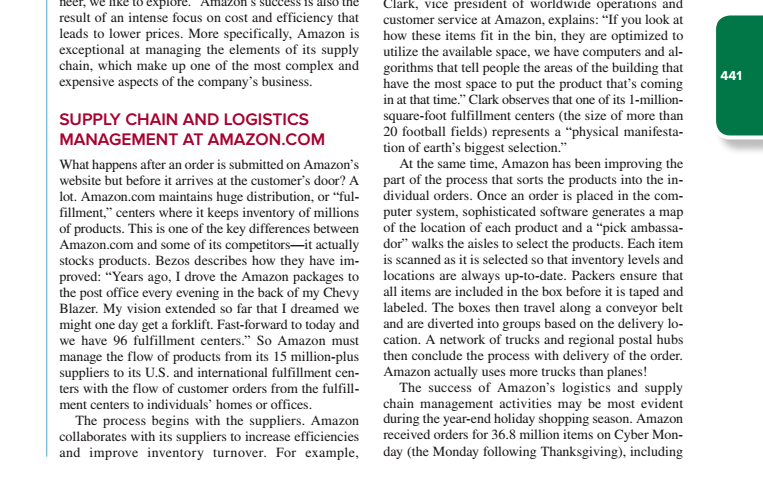 neer, we like to explore." Amazon's success is also the
result of an intense focus on cost and efficiency that
leads to lower prices. More specifically, Amazon is
exceptional at managing the elements of its supply
chain, which make up one of the most complex and
expensive aspects of the company's business.
SUPPLY CHAIN AND LOGISTICS
MANAGEMENT AT AMAZON.COM
What happens after an order is submitted on Amazon's
website but before it arrives at the customer's door? A
lot. Amazon.com maintains huge distribution, or "ful-
fillment," centers where it keeps inventory of millions
of products. This is one of the key differences between
Amazon.com and some of its competitors—it actually
stocks products. Bezos describes how they have im-
proved: "Years ago, I drove the Amazon packages to
the post office every evening in the back of my Chevy
Blazer. My vision extended so far that I dreamed we
might one day get a forklift. Fast-forward to today and
we have 96 fulfillment centers." So Amazon must
manage the flow of products from its 15 million-plus
suppliers to its U.S. and international fulfillment cen-
ters with the flow of customer orders from the fulfill-
ment centers to individuals' homes or offices.
The process begins with the suppliers. Amazon
collaborates with its suppliers to increase efficiencies
and improve inventory turnover. For example,
Clark, vice president of worldwide operations and
customer service at Amazon, explains: "If you look at
how these items fit in the bin, they are optimized to
utilize the available space, we have computers and al-
gorithms that tell people the areas of the building that
have the most space to put the product that's coming
in at that time." Clark observes that one of its 1-million-
square-foot fulfillment centers (the size of more than
20 football fields) represents a "physical manifesta-
tion of earth's biggest selection."
At the same time, Amazon has been improving the
part of the process that sorts the products into the in-
dividual orders. Once an order is placed in the com-
puter system, sophisticated software generates a map
of the location of each product and a "pick ambassa-
dor" walks the aisles to select the products. Each item
is scanned as it is selected so that inventory levels and
locations are always up-to-date. Packers ensure that
all items are included in the box before it is taped and
labeled. The boxes then travel along a conveyor belt
and are diverted into groups based on the delivery lo-
cation. A network of trucks and regional postal hubs
then conclude the process with delivery of the order.
Amazon actually uses more trucks than planes!
The success of Amazon's logistics and supply
chain management activities may be most evident
during the year-end holiday shopping season. Amazon
received orders for 36.8 million items on Cyber Mon-
day (the Monday following Thanksgiving), including
441